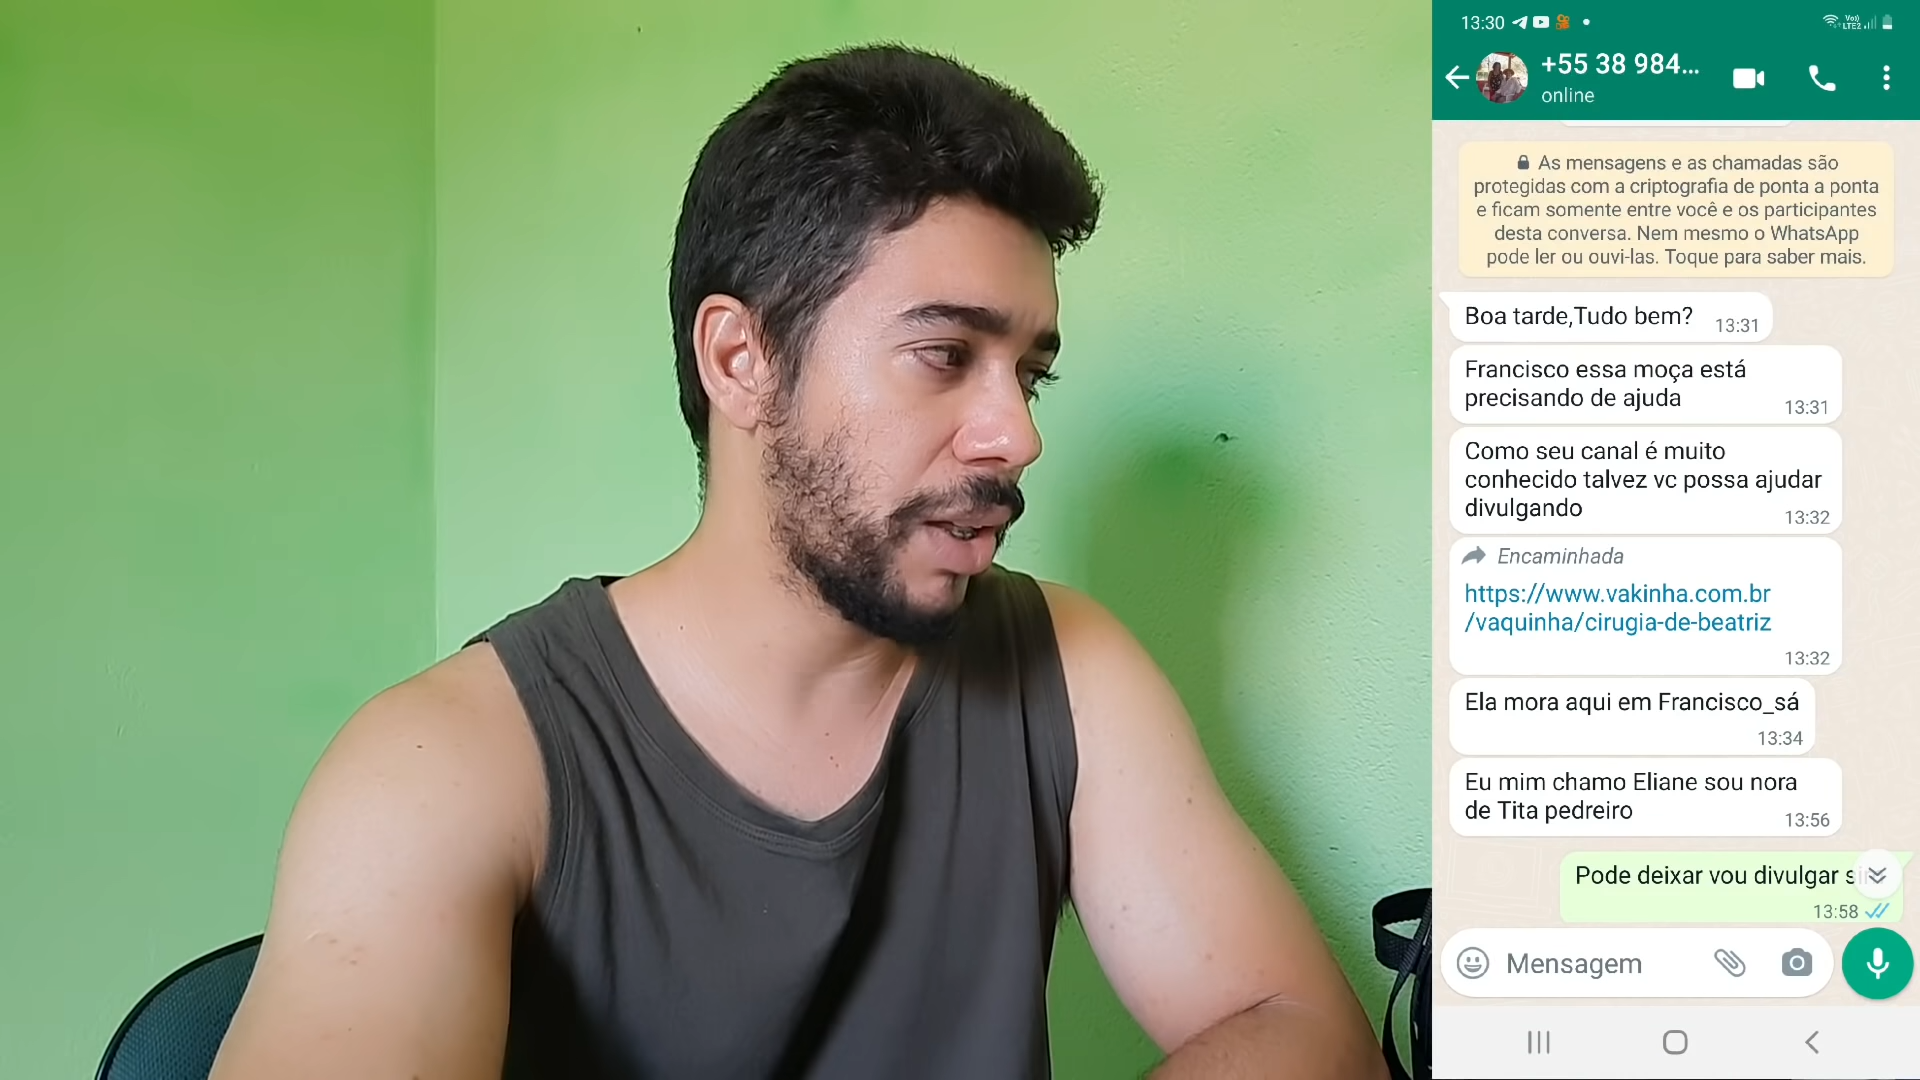 13:30
Vo))
LTE2
+55 38 984...
online
As mensagens e as chamadas são
protegidas com a criptografia de ponta a ponta
e ficam somente entre você e os participantes
desta conversa. Nem mesmo o WhatsApp
pode ler ou ouvi-las. Toque para saber mais.
Boa tarde,Tudo bem?
13:31
Francisco essa moça está
precisando de ajuda
13:31
Como seu canal é muito
conhecido talvez vc possa ajudar
divulgando
13:32
Encaminhada
https://www.vakinha.com.br
/vaquinha/cirugia-de-beatriz
13:32
Ela mora aqui em Francisco_sá
13:34
Eu mim chamo Eliane sou nora
de Tita pedreiro
13:56
Pode deixar vou divulgar
13:58
Mensagem